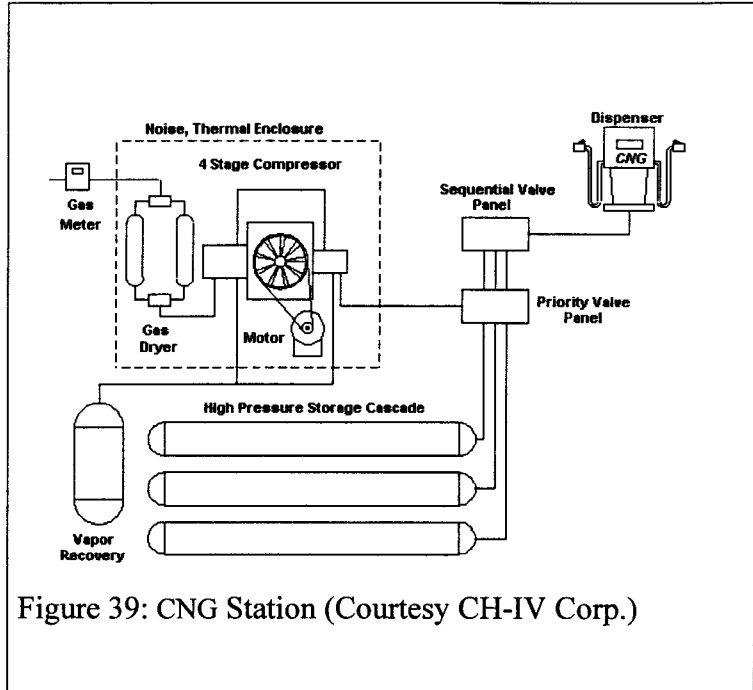 Noise, Thermal Enclosure
4 Stage Compressor
Gas
Meter
Gas
Dryer
Motor
Dispenser
CNG
Sequential Valve
Panel
Priority Valve
Panel
High Pressure Storage Cascade
Vapor
Recovery
Figure 39: CNG Station (Courtesy CH-IV Corp.)